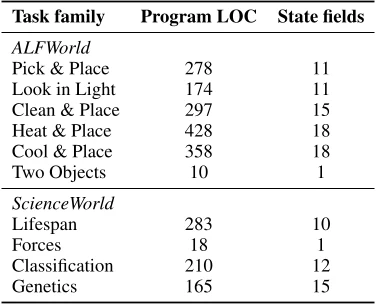 Task family Program LOC State fields
ALFWorld
Pick & Place 278 11
Look in Light 174 11
Clean & Place 297 15
Heat & Place 428 18
Cool & Place 358 18
Two Objects 10 1
ScienceWorld
Lifespan 283 10
Forces 18 1
Classification 210 12
Genetics 165 15